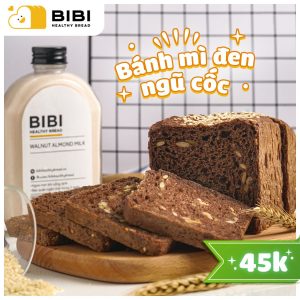 BIBI
HEALTHY BREAD
Bánh mì đen
ngũ cốc
BIBI
HEALTHY BREAD
WALNUT ALMOND MILK
45k